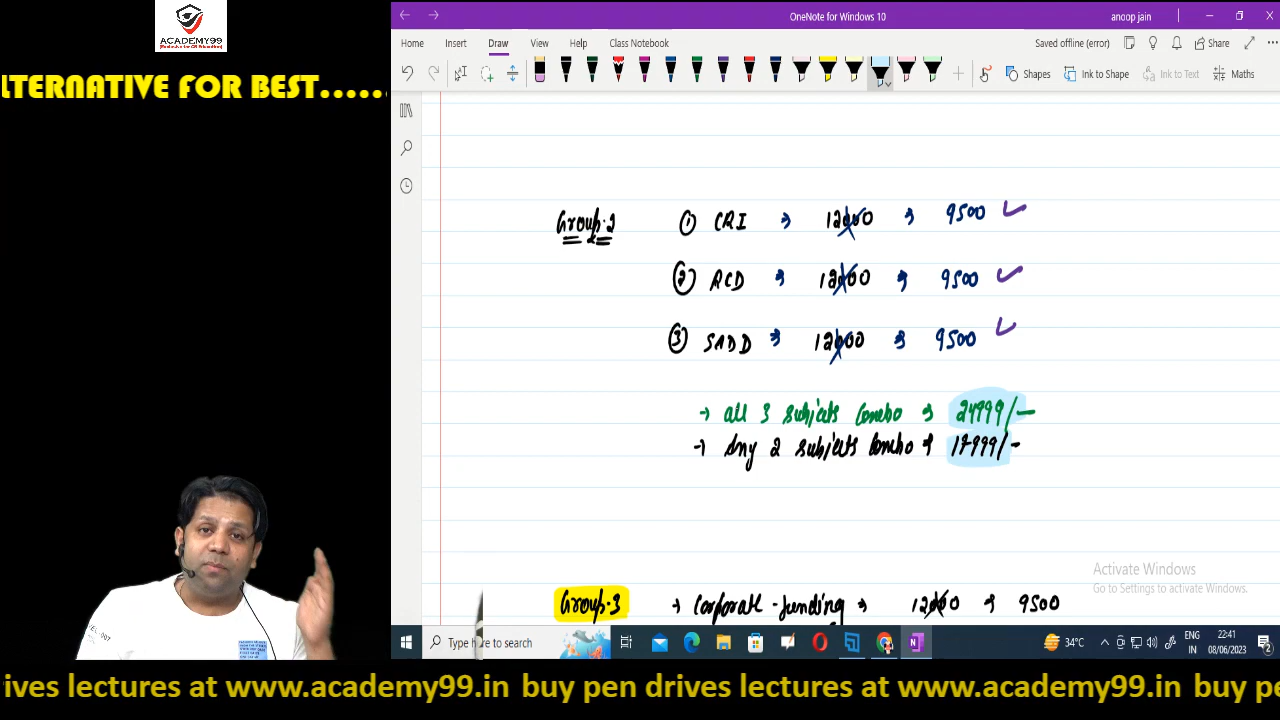 ACADEMY99
LTERNATIVE FOR BEST......
OneNote for Windows 10
anoop jain
Home Insert Draw View Help Class Notebook
Saved offline (error)
Share
Shapes
Ink to Shape
Ink to Text
Maths
Group-2
① CRI → 12000 → 9500 ✓
② RCD → 12000 → 9500 ✓
③ SADD → 12000 → 9500 ✓
→ all 3 subjects Combo → 24999/-
→ Any 2 subjects Combo → 17999/-
Activate Windows
Go to Settings to activate Windows.
Group-3 → Corporate-funding → 12000 → 9500
Type here to search
34°C
ENG
IN
22:41
08/06/2023
2
rives lectures at www.academy99.in buy pen drives lectures at www.academy99.in buy pe